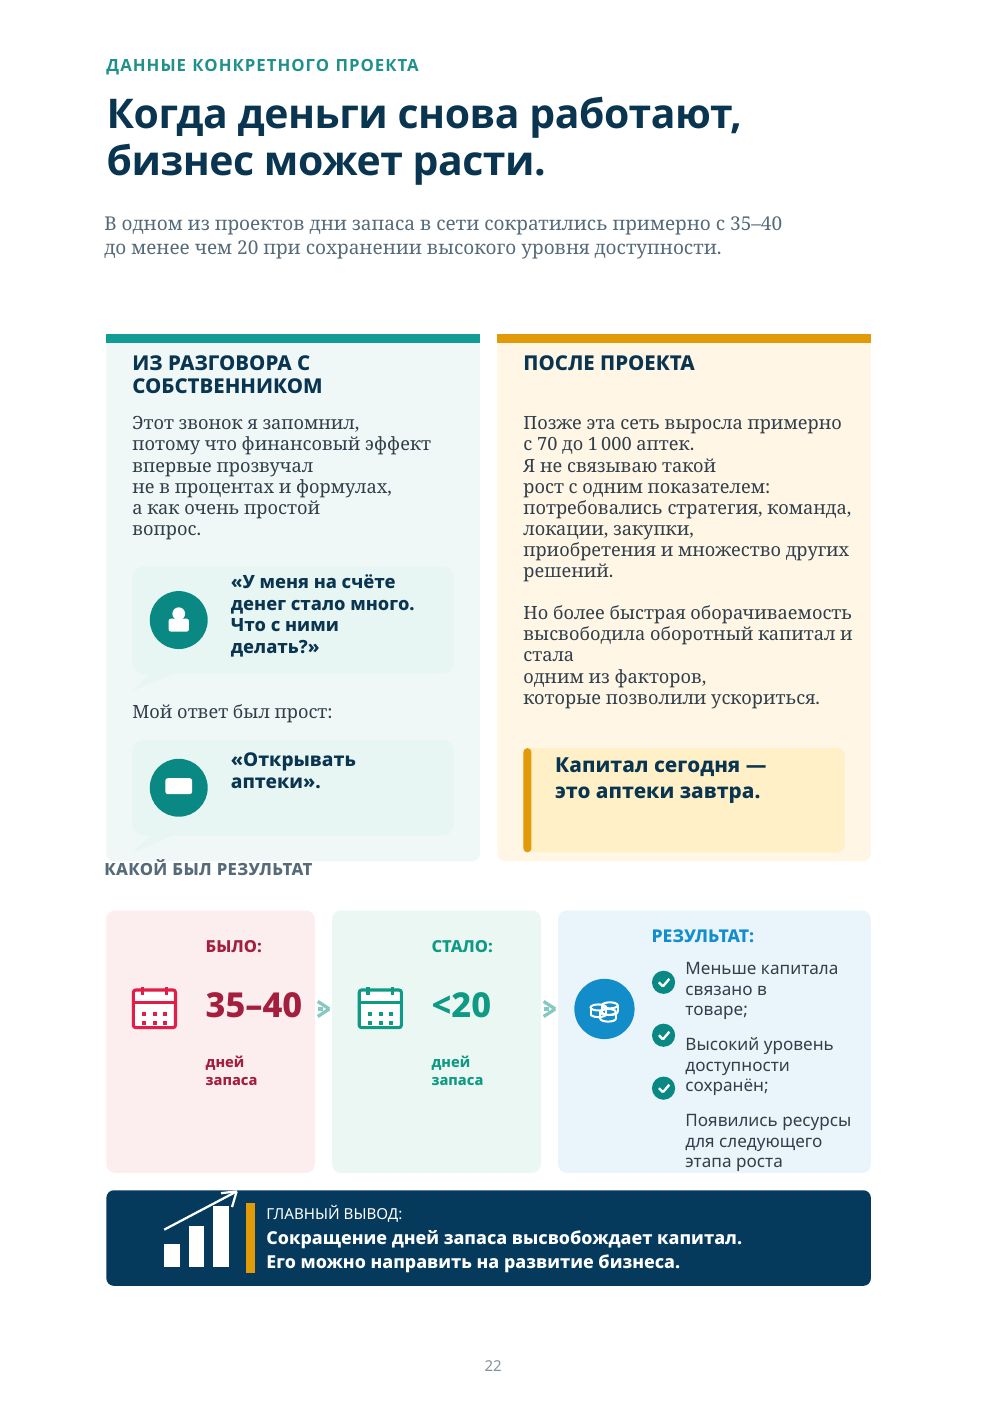 ДАННЫЕ КОНКРЕТНОГО ПРОЕКТА
Когда деньги снова работают,
бизнес может расти.
В одном из проектов дни запаса в сети сократились примерно с 35–40
до менее чем 20 при сохранении высокого уровня доступности.
ИЗ РАЗГОВОРА С
СОБСТВЕННИКОМ
Этот звонок я запомнил,
потому что финансовый эффект
впервые прозвучал
не в процентах и формулах,
а как очень простой
вопрос.
«У меня на счёте
денег стало много.
Что с ними
делать?»
Мой ответ был прост:
«Открывать
аптеки».
ПОСЛЕ ПРОЕКТА
Позже эта сеть выросла примерно
с 70 до 1 000 аптек.
Я не связываю такой
рост с одним показателем:
потребовались стратегия, команда,
локации, закупки,
приобретения и множество других
решений.
Но более быстрая оборачиваемость
высвободила оборотный капитал и
стала
одним из факторов,
которые позволили ускориться.
Капитал сегодня —
это аптеки завтра.
КАКОЙ БЫЛ РЕЗУЛЬТАТ
БЫЛО:
35–40
дней
запаса
СТАЛО:
<20
дней
запаса
РЕЗУЛЬТАТ:
Меньше капитала
связано в
товаре;
Высокий уровень
доступности
сохранён;
Появились ресурсы
для следующего
этапа роста
ГЛАВНЫЙ ВЫВОД:
Сокращение дней запаса высвобождает капитал.
Его можно направить на развитие бизнеса.
22